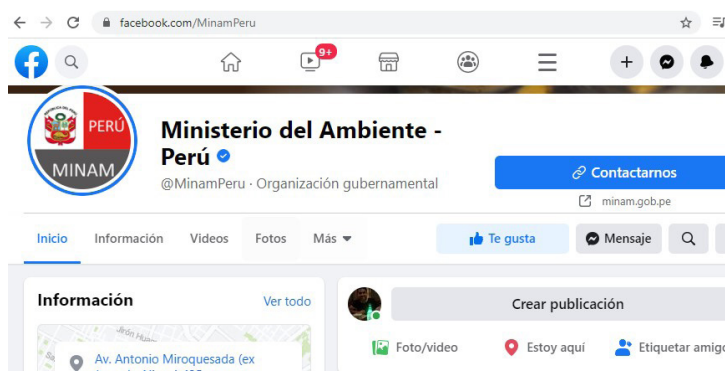 facebook.com/MinamPeru
9+
PERÚ
MINAM
Ministerio del Ambiente -
Perú
@MinamPeru · Organización gubernamental
Contactarnos
minam.gob.pe
Inicio Información Videos Fotos Más
Te gusta Mensaje
Información Ver todo
Crear publicación
Foto/video Estoy aquí Etiquetar amigo
Av. Antonio Miroquesada (ex